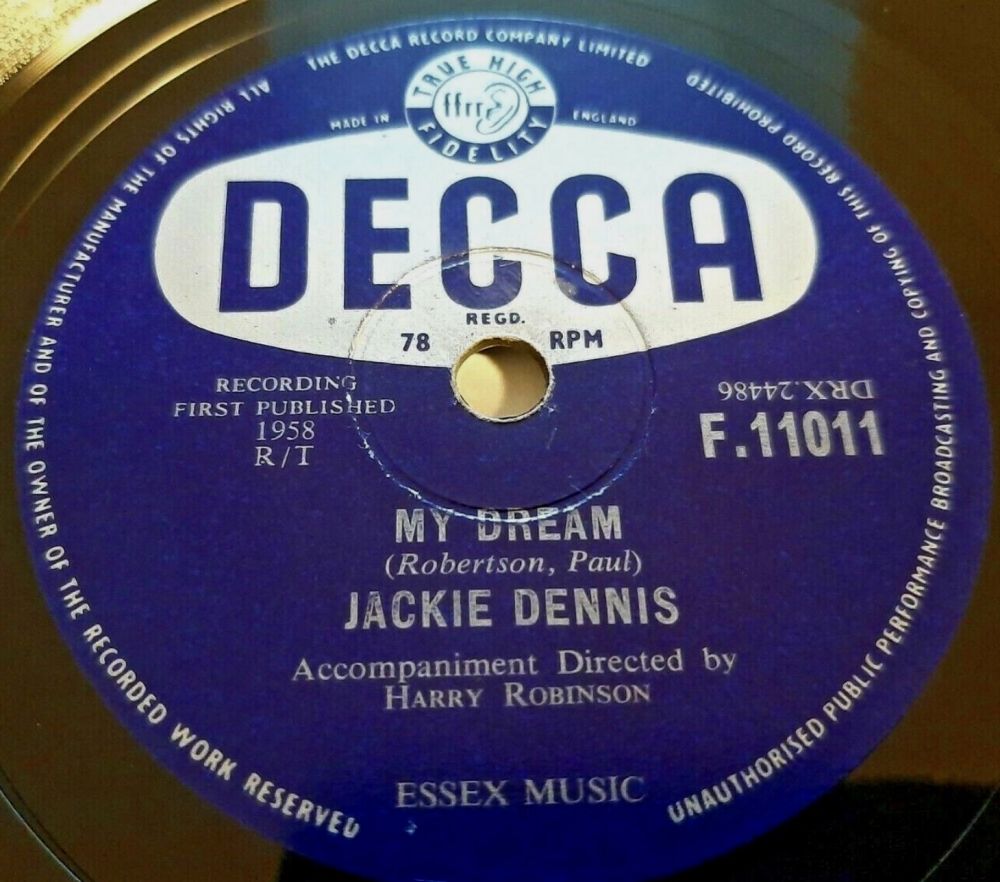 THE DECCA RECORD COMPANY LIMITED
TRUE HIGH
ffrr
FIDELITY
MADE IN ENGLAND
DECCA
REGD.
78 RPM
RECORDING
FIRST PUBLISHED
1958
R/T
DRX.24486
F.11011
MY DREAM
(Robertson, Paul)
JACKIE DENNIS
Accompaniment Directed by
HARRY ROBINSON
ESSEX MUSIC
ALL RIGHTS OF THE MANUFACTURER AND OF THE OWNER OF THE RECORDED WORK RESERVED
UNAUTHORISED PUBLIC PERFORMANCE BROADCASTING AND COPYING OF THIS RECORD PROHIBITED